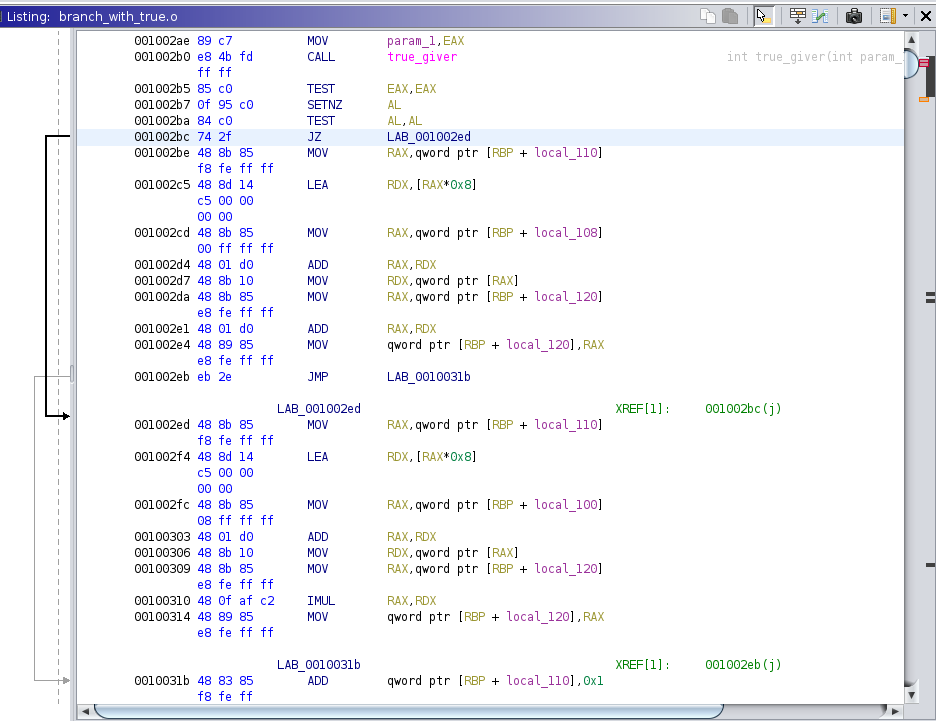 Listing: branch_with_true.o
001002ae 89 c7 MOV param_1,EAX
001002b0 e8 4b fd CALL true_giver int true_giver(int param_
ff ff
001002b5 85 c0 TEST EAX,EAX
001002b7 0f 95 c0 SETNZ AL
001002ba 84 c0 TEST AL,AL
001002bc 74 2f JZ LAB_001002ed
001002be 48 8b 85 MOV RAX,qword ptr [RBP + local_110]
f8 fe ff ff
001002c5 48 8d 14 LEA RDX,[RAX*0x8]
c5 00 00
00 00
001002cd 48 8b 85 MOV RAX,qword ptr [RBP + local_108]
00 ff ff ff
001002d4 48 01 d0 ADD RAX,RDX
001002d7 48 8b 10 MOV RDX,qword ptr [RAX]
001002da 48 8b 85 MOV RAX,qword ptr [RBP + local_120]
e8 fe ff ff
001002e1 48 01 d0 ADD RAX,RDX
001002e4 48 89 85 MOV qword ptr [RBP + local_120],RAX
e8 fe ff ff
001002eb eb 2e JMP LAB_0010031b
LAB_001002ed XREF[1]: 001002bc(j)
001002ed 48 8b 85 MOV RAX,qword ptr [RBP + local_110]
f8 fe ff ff
001002f4 48 8d 14 LEA RDX,[RAX*0x8]
c5 00 00
00 00
001002fc 48 8b 85 MOV RAX,qword ptr [RBP + local_100]
08 ff ff ff
00100303 48 01 d0 ADD RAX,RDX
00100306 48 8b 10 MOV RDX,qword ptr [RAX]
00100309 48 8b 85 MOV RAX,qword ptr [RBP + local_120]
e8 fe ff ff
00100310 48 0f af c2 IMUL RAX,RDX
00100314 48 89 85 MOV qword ptr [RBP + local_120],RAX
e8 fe ff ff
LAB_0010031b XREF[1]: 001002eb(j)
0010031b 48 83 85 ADD qword ptr [RBP + local_110],0x1
f8 fe ff